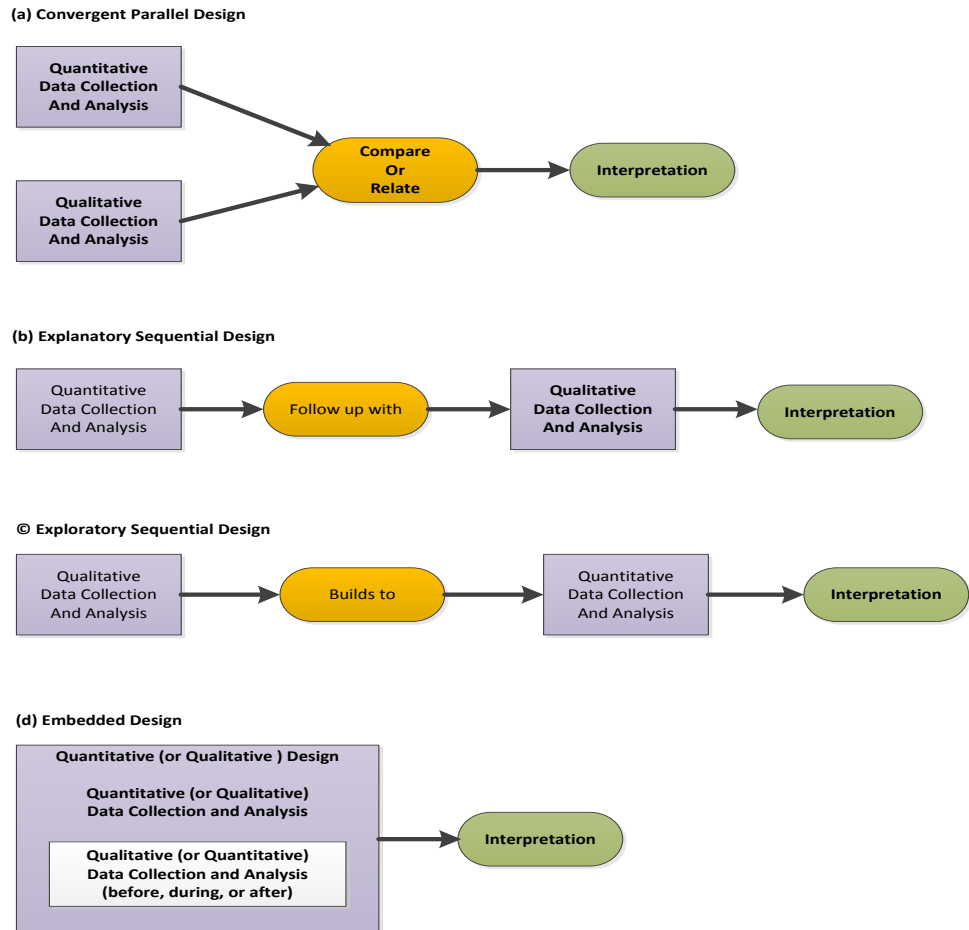 (a) Convergent Parallel Design
Quantitative
Data Collection
And Analysis
Qualitative
Data Collection
And Analysis
Compare
Or
Relate
Interpretation
(b) Explanatory Sequential Design
Quantitative
Data Collection
And Analysis
Follow up with
Qualitative
Data Collection
And Analysis
Interpretation
© Exploratory Sequential Design
Qualitative
Data Collection
And Analysis
Builds to
Quantitative
Data Collection
And Analysis
Interpretation
(d) Embedded Design
Quantitative (or Qualitative ) Design
Quantitative (or Qualitative)
Data Collection and Analysis
Qualitative (or Quantitative)
Data Collection and Analysis
(before, during, or after)
Interpretation